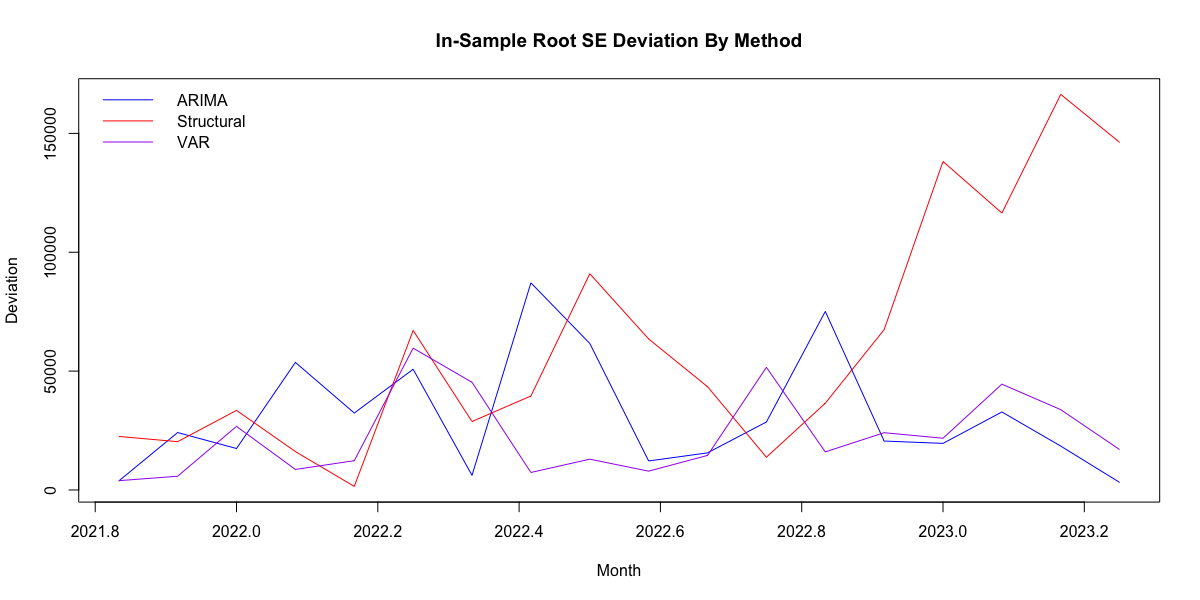 In-Sample Root SE Deviation By Method
ARIMA
Structural
VAR
Deviation
150000
100000
50000
0
2021.8 2022.0 2022.2 2022.4 2022.6 2022.8 2023.0 2023.2
Month